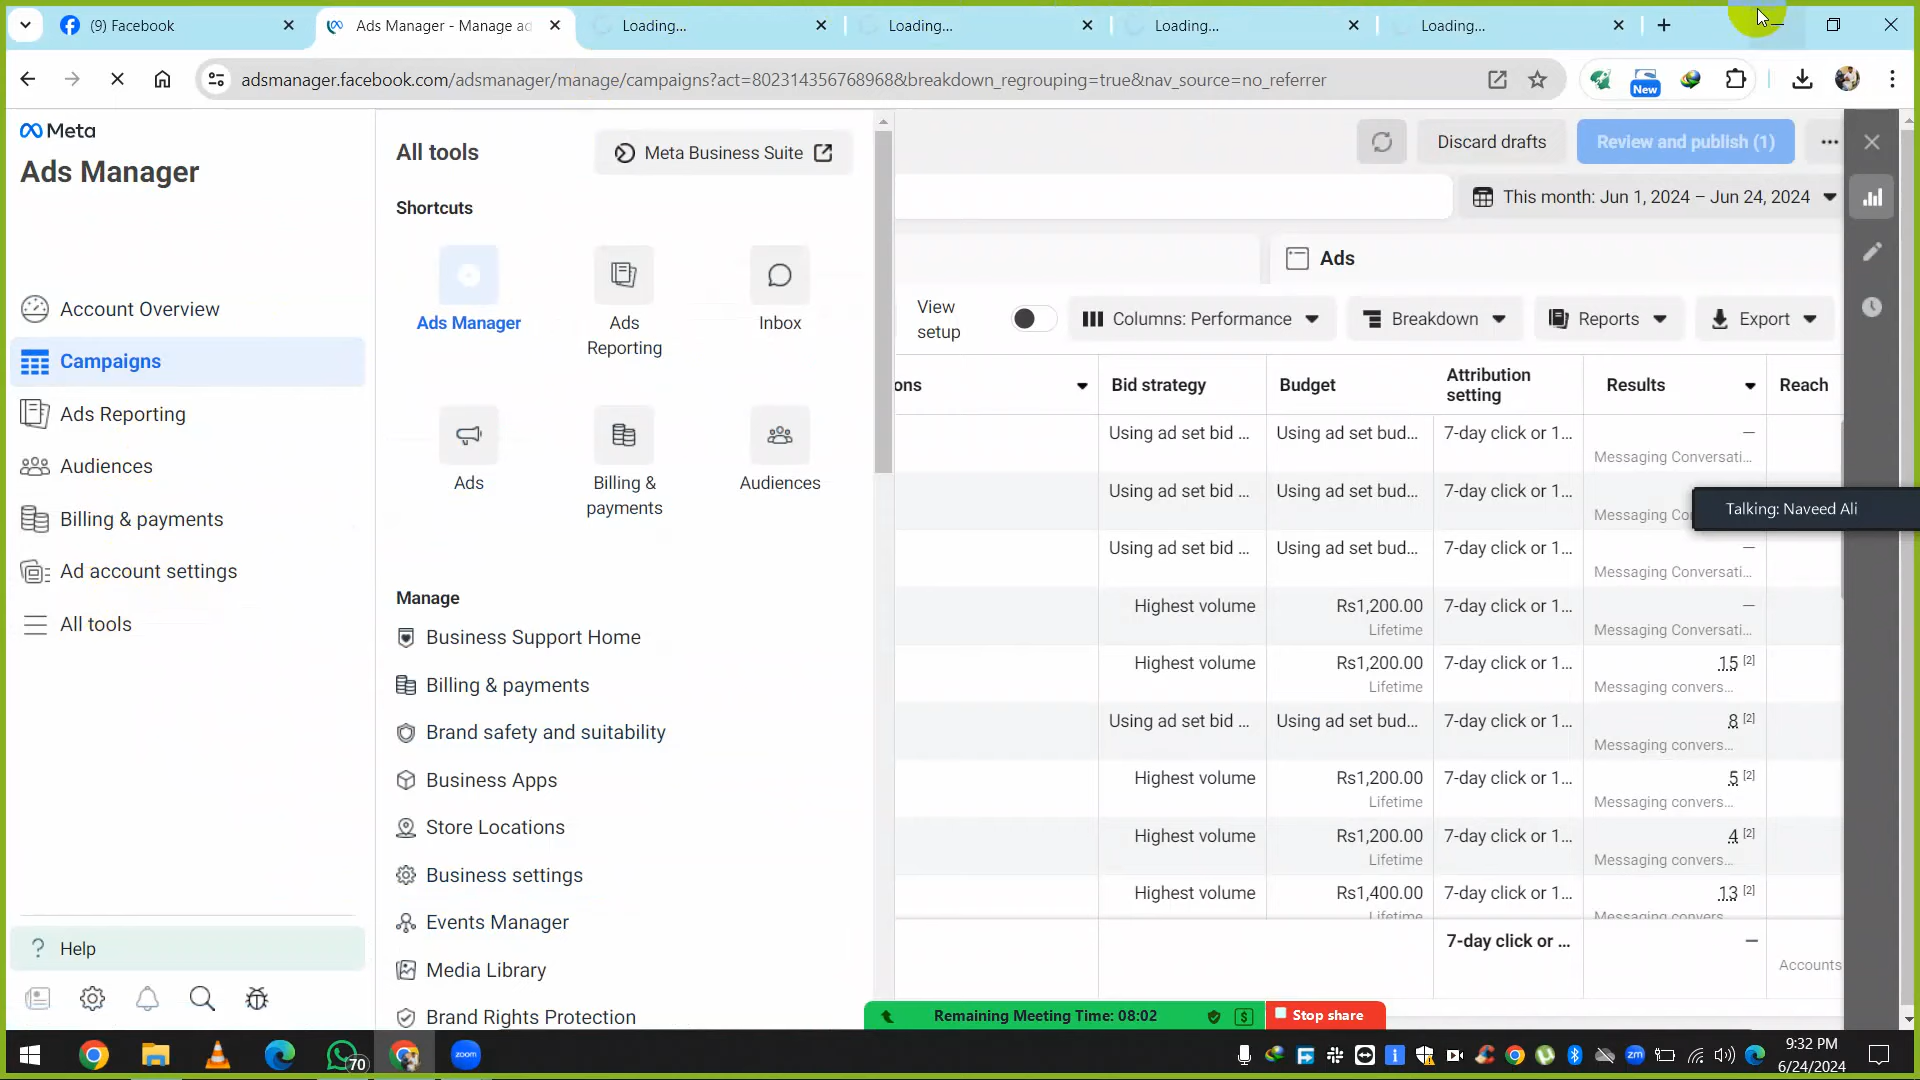 (9) Facebook
Ads Manager - Manage ad
Loading...
Loading...
Loading...
Loading...
adsmanager.facebook.com/adsmanager/manage/campaigns?act=802314356768968&breakdown_regrouping=true&nav_source=no_referrer
New
Meta
Ads Manager
Account Overview
Campaigns
Ads Reporting
Audiences
Billing & payments
Ad account settings
All tools
Help
All tools
Meta Business Suite
Shortcuts
Ads Manager
Ads
Reporting
Inbox
Ads
Billing &
payments
Audiences
Manage
Business Support Home
Billing & payments
Brand safety and suitability
Business Apps
Store Locations
Business settings
Events Manager
Media Library
Brand Rights Protection
Discard drafts
Review and publish (1)
This month: Jun 1, 2024 – Jun 24, 2024
Ads
View
setup
Columns: Performance
Breakdown
Reports
Export
ons
Bid strategy
Budget
Attribution
setting
Results
Reach
Using ad set bid ...
Using ad set bud...
7-day click or 1...
—
Messaging Conversati...
Using ad set bid ...
Using ad set bud...
7-day click or 1...
Messaging Co
Talking: Naveed Ali
Using ad set bid ...
Using ad set bud...
7-day click or 1...
—
Messaging Conversati...
Highest volume
Rs1,200.00
Lifetime
7-day click or 1...
—
Messaging Conversati...
Highest volume
Rs1,200.00
Lifetime
7-day click or 1...
15 [2]
Messaging convers...
Using ad set bid ...
Using ad set bud...
7-day click or 1...
8 [2]
Messaging convers...
Highest volume
Rs1,200.00
Lifetime
7-day click or 1...
5 [2]
Messaging convers...
Highest volume
Rs1,200.00
Lifetime
7-day click or 1...
4 [2]
Messaging convers...
Highest volume
Rs1,400.00
Lifetime
7-day click or 1...
13 [2]
Messaging convers
7-day click or ...
—
Accounts
Remaining Meeting Time: 08:02
Stop share
70
zoom
zm
9:32 PM
6/24/2024